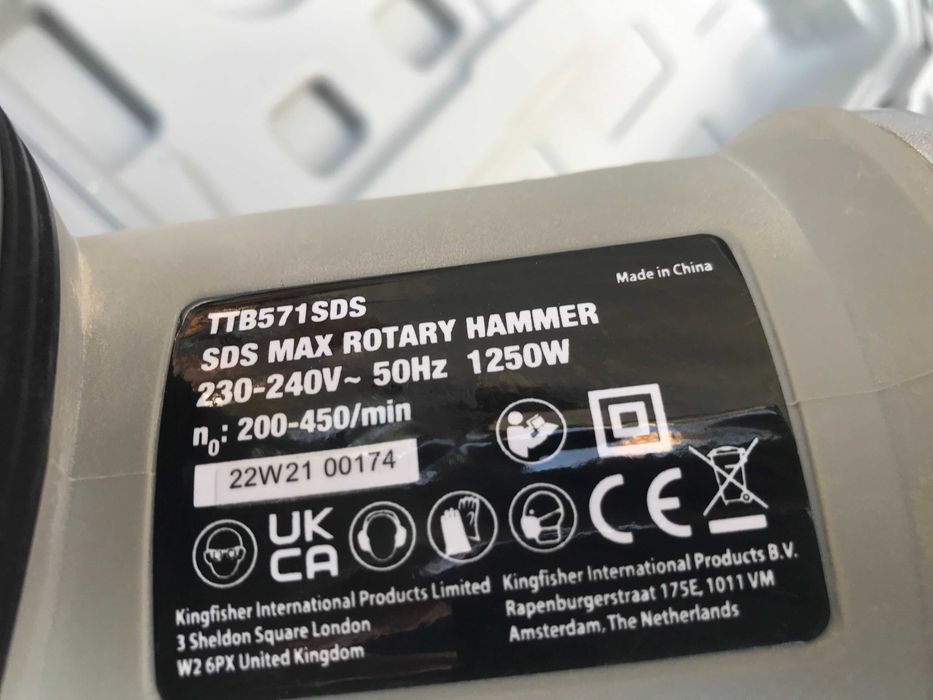 Made in China
TTB571SDS
SDS MAX ROTARY HAMMER
230-240V~ 50Hz 1250W
n0: 200-450/min
22W21 00174
UK
CA
CE
Kingfisher International Products Limited
3 Sheldon Square London
W2 6PX United Kingdom
Kingfisher International Products B.V.
Rapenburgerstraat 175E, 1011 VM
Amsterdam, The Netherlands